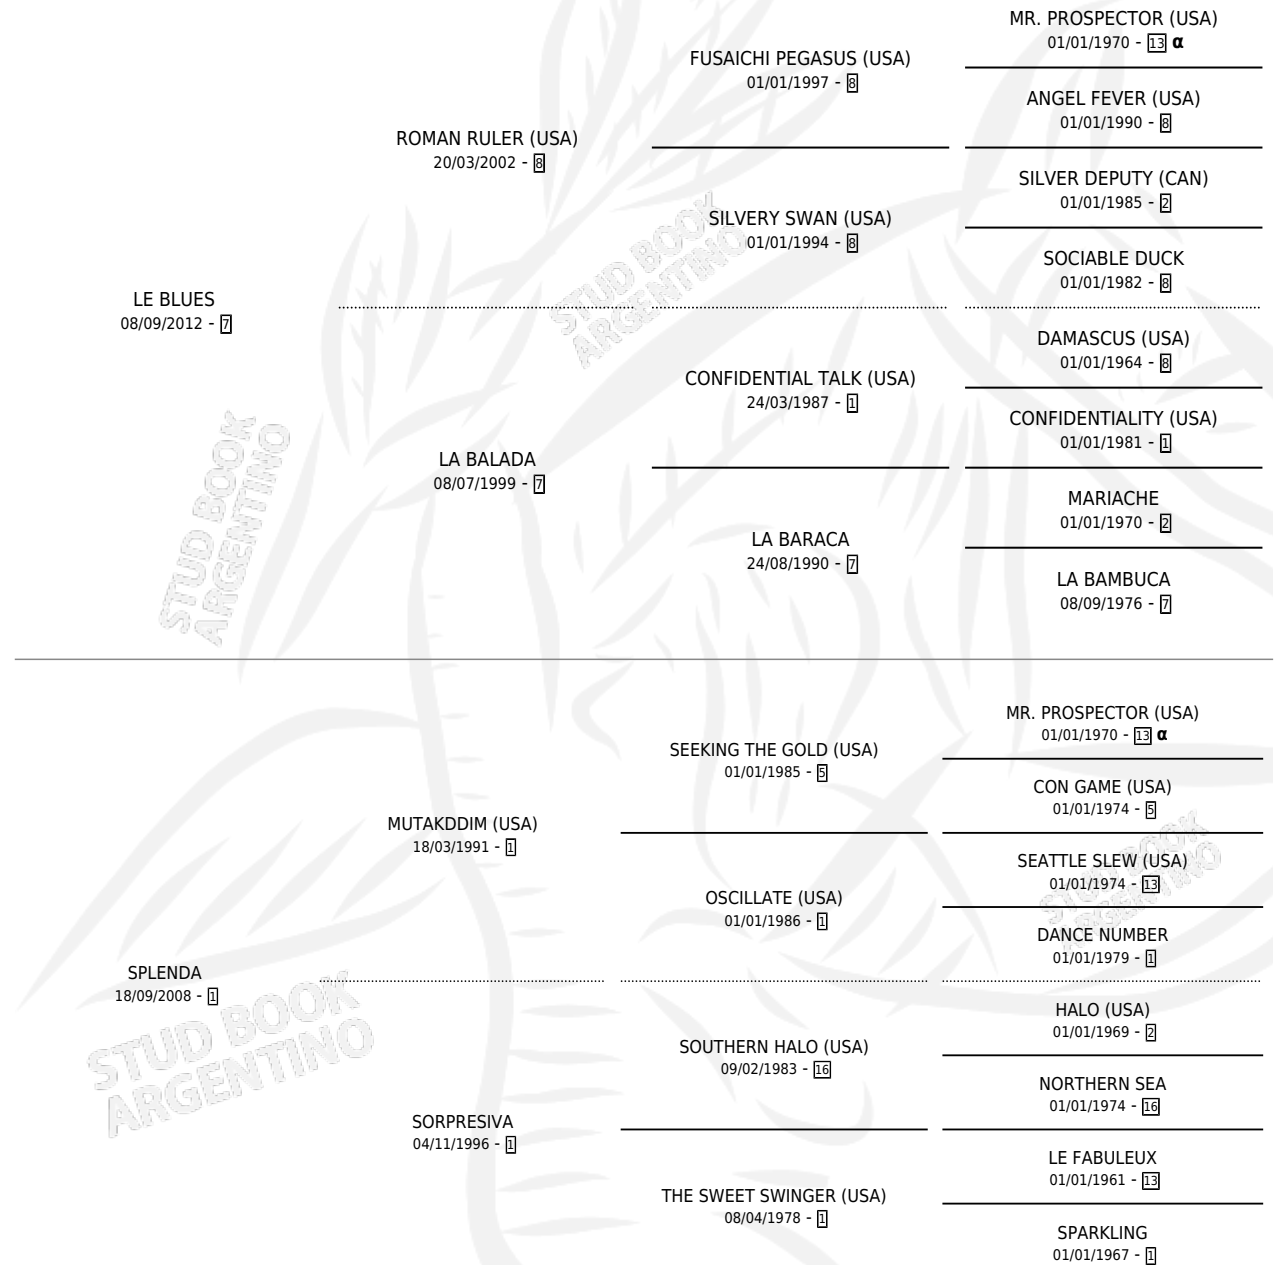 MR. PROSPECTOR (USA)
01/01/1970 - 13 α
FUSAICHI PEGASUS (USA)
01/01/1997 - 8
ANGEL FEVER (USA)
01/01/1990 - 8
ROMAN RULER (USA)
20/03/2002 - 8
SILVER DEPUTY (CAN)
01/01/1985 - 2
SILVERY SWAN (USA)
01/01/1994 - 8
SOCIABLE DUCK
01/01/1982 - 8
LE BLUES
08/09/2012 - 7
DAMASCUS (USA)
01/01/1964 - 8
CONFIDENTIAL TALK (USA)
24/03/1987 - 1
CONFIDENTIALITY (USA)
01/01/1981 - 1
LA BALADA
08/07/1999 - 7
MARIACHE
01/01/1970 - 2
LA BARACA
24/08/1990 - 7
LA BAMBUCA
08/09/1976 - 7
MR. PROSPECTOR (USA)
01/01/1970 - 13 α
SEEKING THE GOLD (USA)
01/01/1985 - 5
CON GAME (USA)
01/01/1974 - 5
MUTAKDDIM (USA)
18/03/1991 - 1
SEATTLE SLEW (USA)
01/01/1974 - 13
OSCILLATE (USA)
01/01/1986 - 1
DANCE NUMBER
01/01/1979 - 1
SPLENDA
18/09/2008 - 1
HALO (USA)
01/01/1969 - 2
SOUTHERN HALO (USA)
09/02/1983 - 16
NORTHERN SEA
01/01/1974 - 16
SORPRESIVA
04/11/1996 - 1
LE FABULEUX
01/01/1961 - 13
THE SWEET SWINGER (USA)
08/04/1978 - 1
SPARKLING
01/01/1967 - 1
STUD BOOK
ARGENTINO
STUD BOOK
ARGENTINO
STUD BOOK
ARGENTINO
STUD BOOK
ARGENTINO